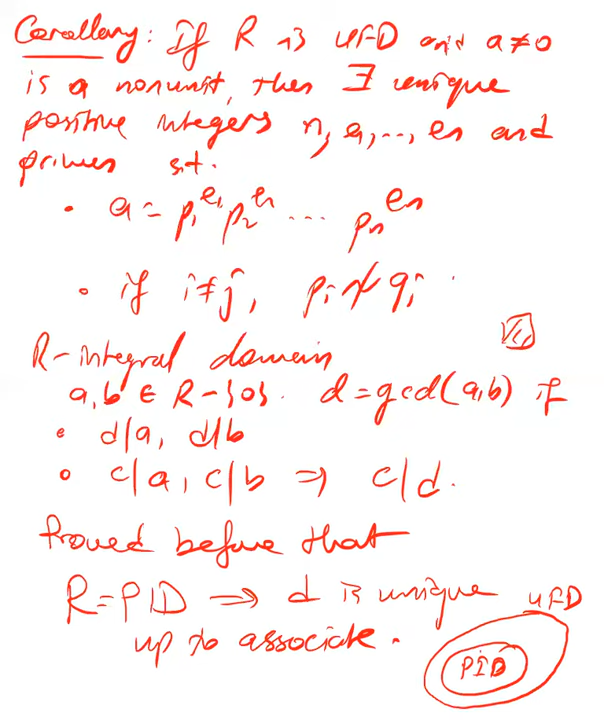 Corollary: If R is UFD and a≠0
is a nonunit, then ∃ unique
positive integers n, e₁,..., en and
primes s.t.
• a = p₁^e₁ p₂^e₂ ... pn^en
• if i≠j, pi ≁ qj.
R-integral domain
a,b ∈ R-{0}. d=gcd(a,b) if
• d|a, d|b
• c|a, c|b ⇒ c|d.
Proved before that
R=PID ⇒ d is unique
up to associate.
UFD
PID